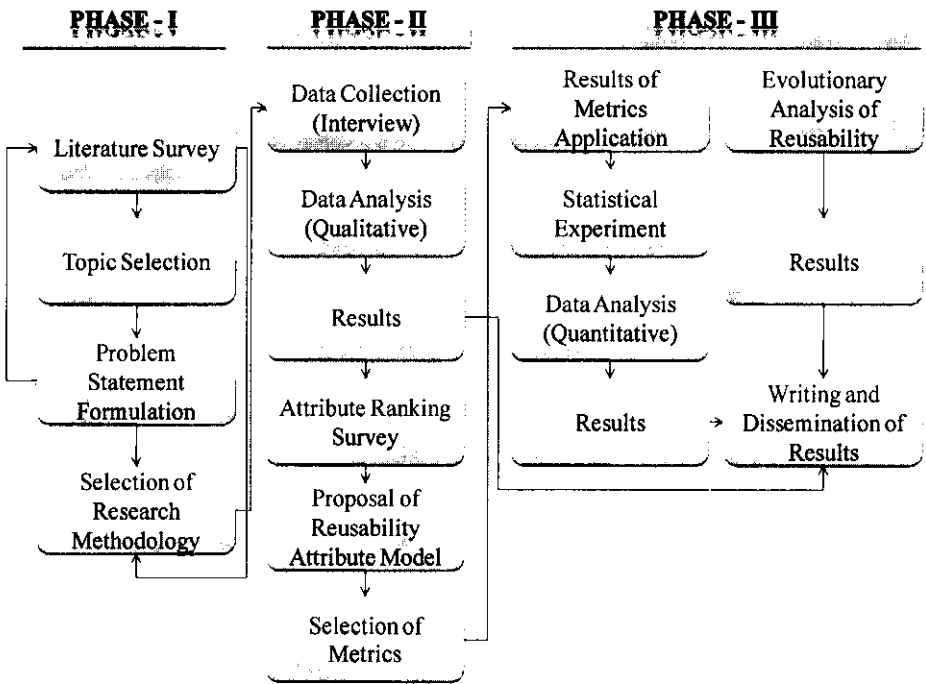 PHASE - I
Literature Survey
Topic Selection
Problem
Statement
Formulation
Selection of
Research
Methodology
PHASE - II
Data Collection
(Interview)
Data Analysis
(Qualitative)
Results
Attribute Ranking
Survey
Proposal of
Reusability
Attribute Model
Selection of
Metrics
PHASE - III
Results of
Metrics
Application
Statistical
Experiment
Data Analysis
(Quantitative)
Results
Evolutionary
Analysis of
Reusability
Results
Writing and
Dissemination of
Results